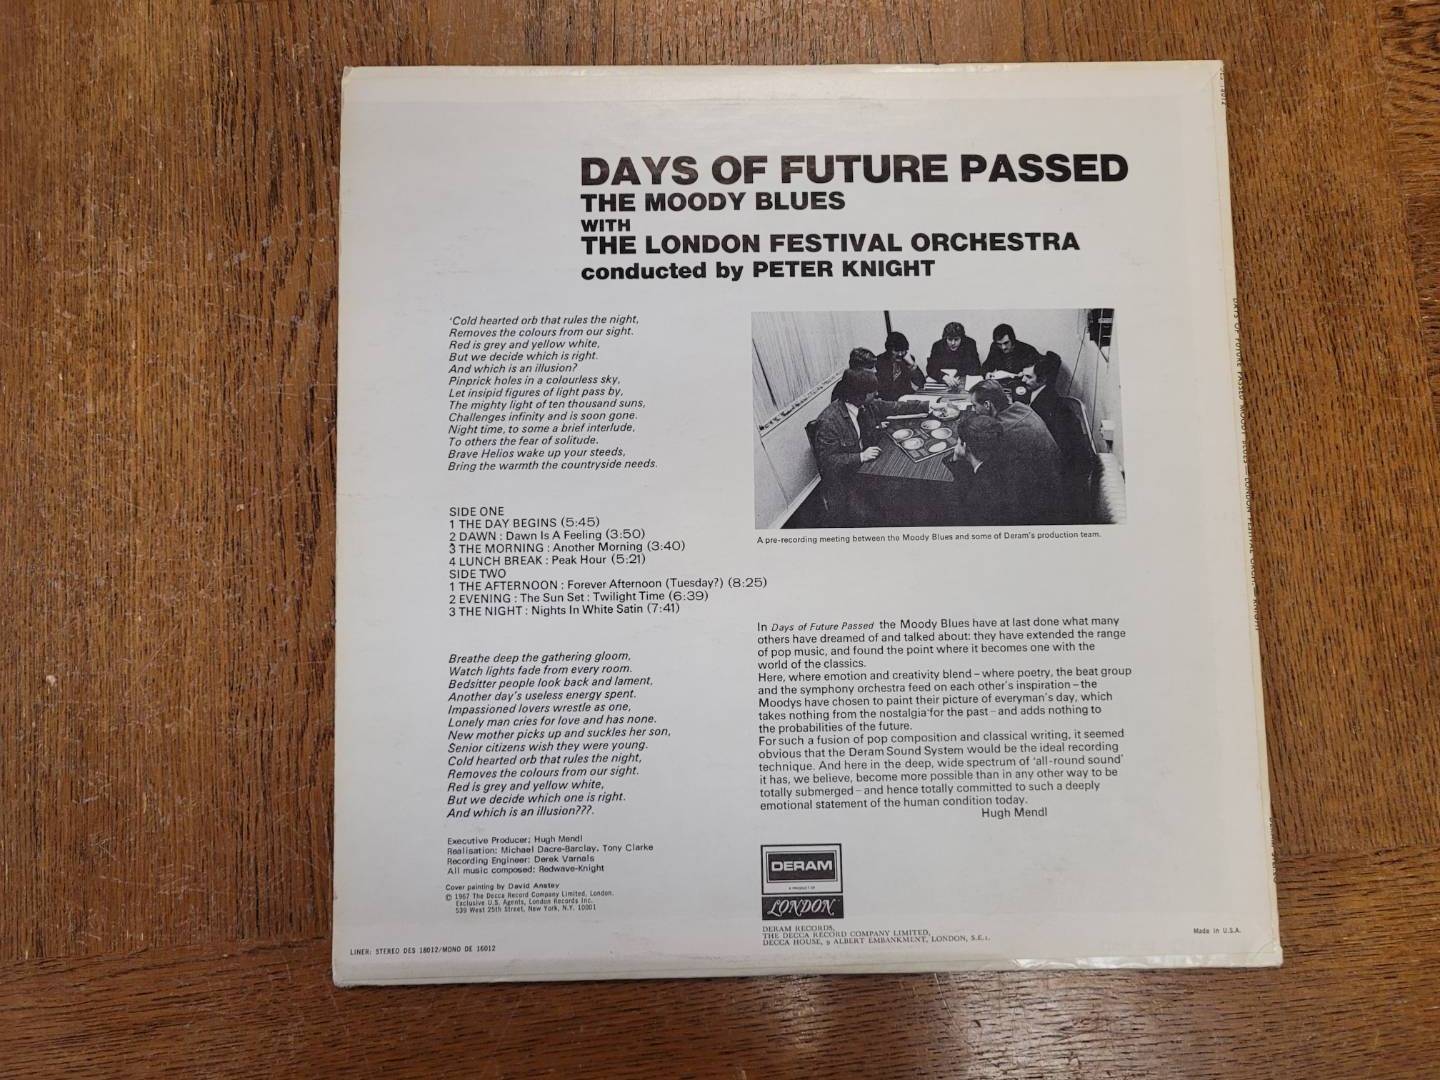 DAYS OF FUTURE PASSED
THE MOODY BLUES
WITH
THE LONDON FESTIVAL ORCHESTRA
conducted by PETER KNIGHT
'Cold hearted orb that rules the night,
Removes the colours from our sight.
Red is grey and yellow white,
But we decide which is right.
And which is an illusion?
Pinprick holes in a colourless sky,
Let insipid figures of light pass by,
The mighty light of ten thousand suns,
Challenges infinity and is soon gone.
Night time, to some a brief interlude,
To others the fear of solitude.
Brave Helios wake up your steeds,
Bring the warmth the countryside needs.
A pre-recording meeting between the Moody Blues and some of Deram's production team.
SIDE ONE
1 THE DAY BEGINS (5:45)
2 DAWN : Dawn Is A Feeling (3:50)
3 THE MORNING : Another Morning (3:40)
4 LUNCH BREAK : Peak Hour (5:21)
SIDE TWO
1 THE AFTERNOON : Forever Afternoon (Tuesday?) (8:25)
2 EVENING : The Sun Set : Twilight Time (6:39)
3 THE NIGHT : Nights In White Satin (7:41)
Breathe deep the gathering gloom,
Watch lights fade from every room.
Bedsitter people look back and lament,
Another day's useless energy spent.
Impassioned lovers wrestle as one,
Lonely man cries for love and has none.
New mother picks up and suckles her son,
Senior citizens wish they were young.
Cold hearted orb that rules the night,
Removes the colours from our sight.
Red is grey and yellow white,
But we decide which one is right.
And which is an illusion???.
In Days of Future Passed the Moody Blues have at last done what many
others have dreamed of and talked about: they have extended the range
of pop music, and found the point where it becomes one with the
world of the classics.
Here, where emotion and creativity blend – where poetry, the beat group
and the symphony orchestra feed on each other's inspiration – the
Moodys have chosen to paint their picture of everyman's day, which
takes nothing from the nostalgia for the past – and adds nothing to
the probabilities of the future.
For such a fusion of pop composition and classical writing, it seemed
obvious that the Deram Sound System would be the ideal recording
technique. And here in the deep, wide spectrum of 'all-round sound'
it has, we believe, become more possible than in any other way to be
totally submerged – and hence totally committed to such a deeply
emotional statement of the human condition today.
Hugh Mendl
Executive Producer: Hugh Mendl
Realisation: Michael Dacre-Barclay, Tony Clarke
Recording Engineer: Derek Varnals
All music composed: Redwave-Knight
Cover painting by David Anstey
© 1967 The Decca Record Company Limited, London.
Exclusive U.S. Agents, London Records Inc.
539 West 25th Street, New York, N.Y. 10001
DERAM
A PRODUCT OF
LONDON
DERAM RECORDS,
THE DECCA RECORD COMPANY LIMITED,
DECCA HOUSE, 9 ALBERT EMBANKMENT, LONDON, S.E.1.
LINER: STEREO DES 18012/MONO DE 16012
Made in U.S.A.
DAYS OF FUTURE PASSED MOODY BLUES — LONDON FESTIVAL ORCH. — KNIGHT